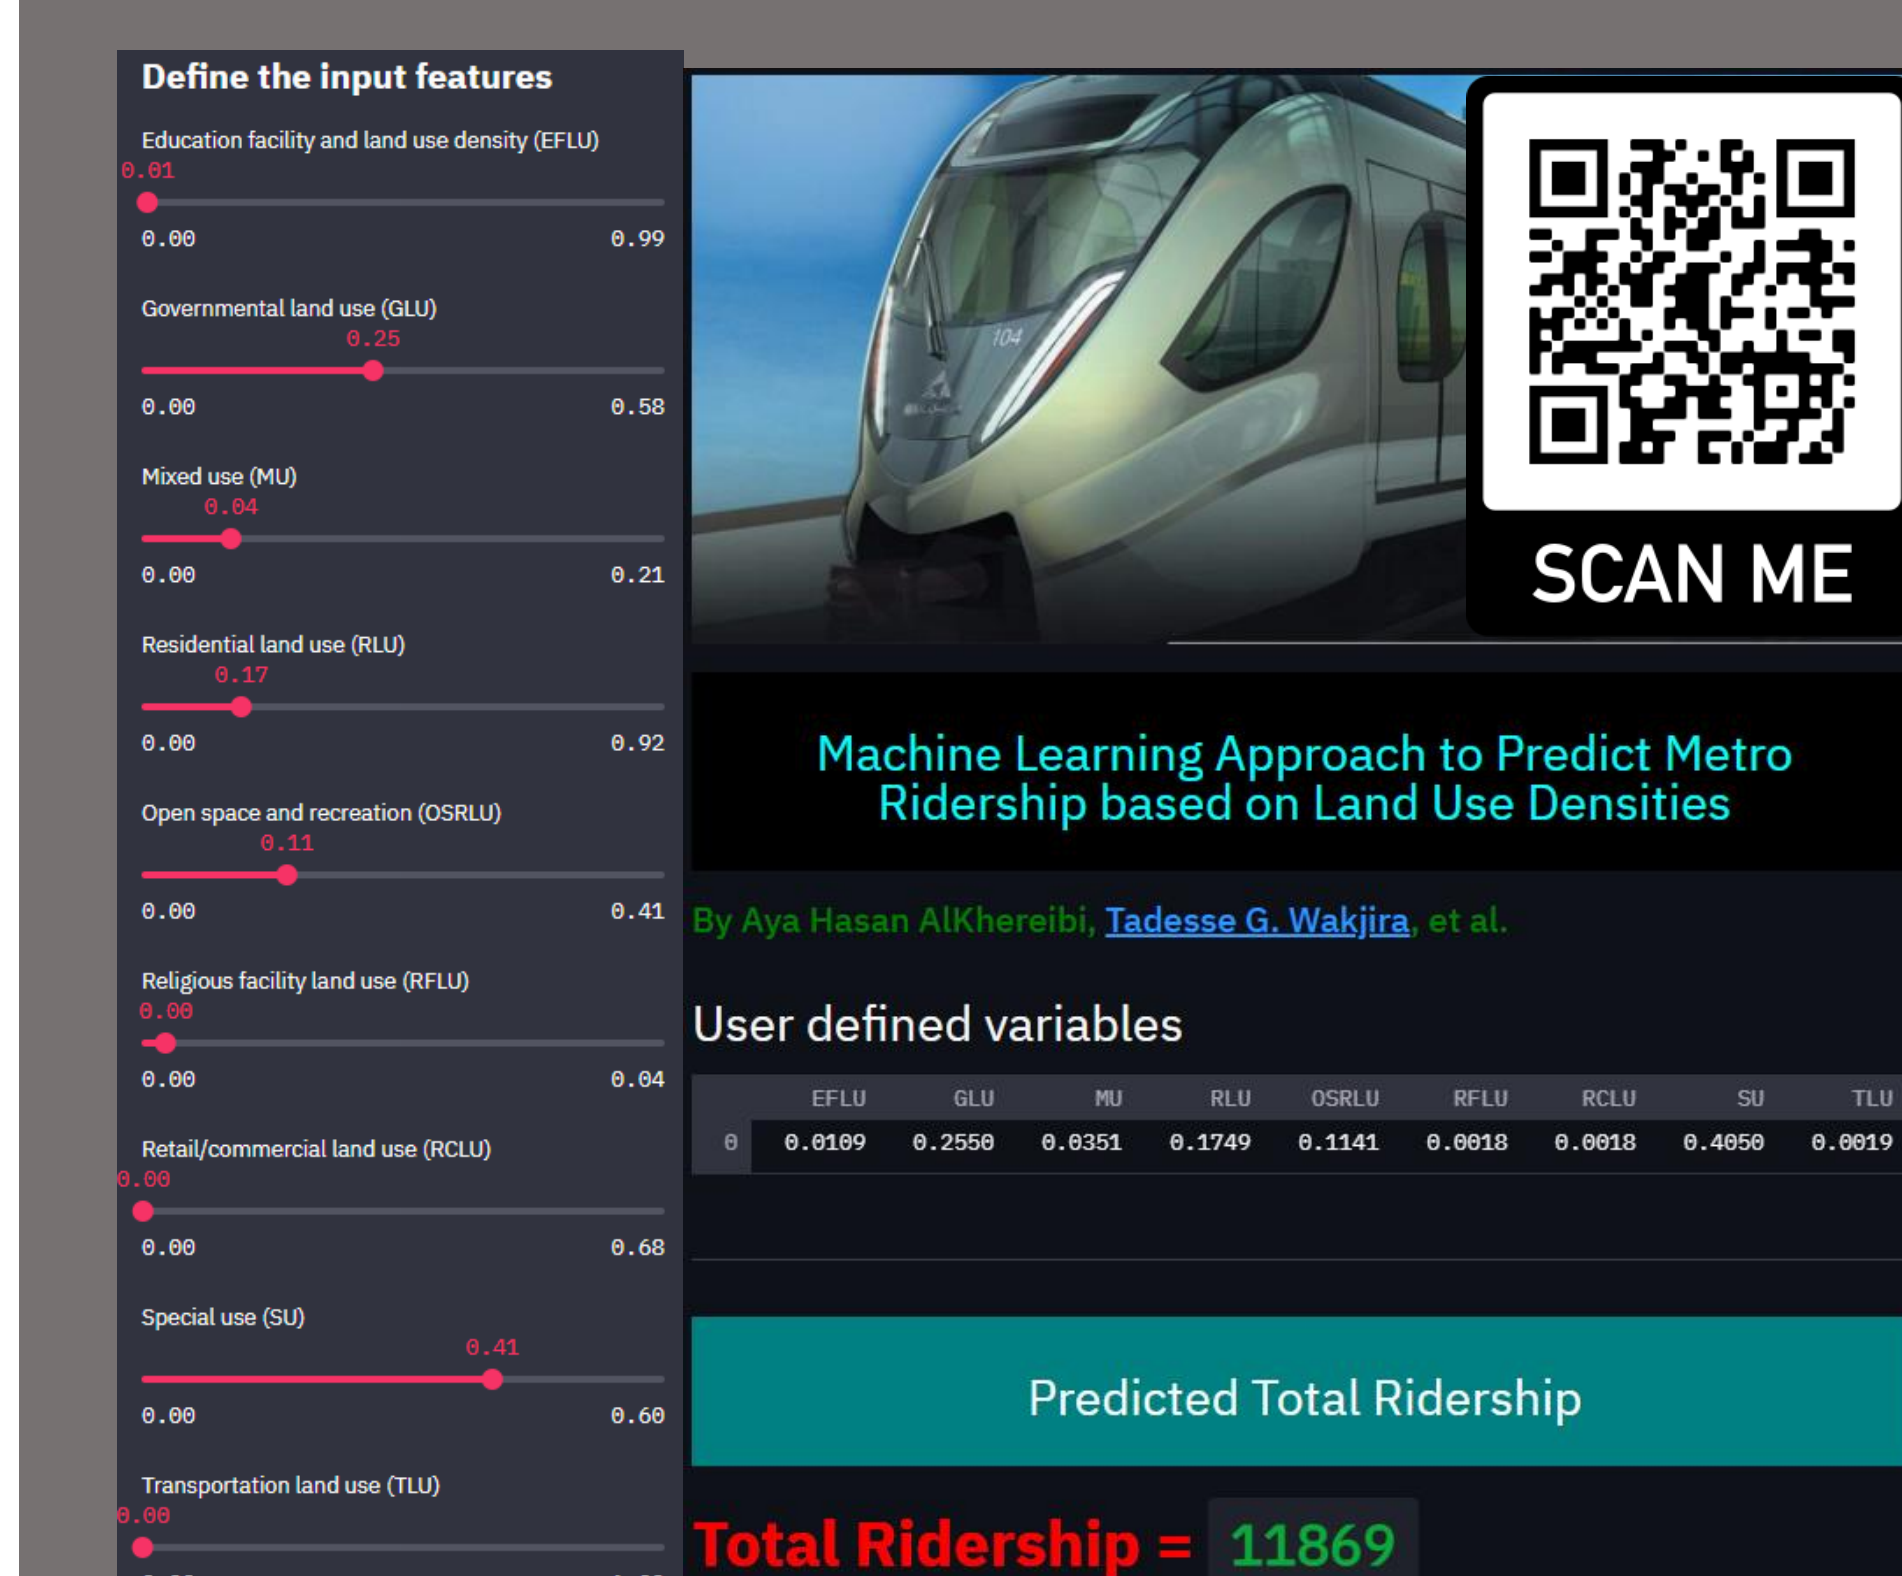 Define the input features
Education facility and land use density (EFLU)
0.01
0.00 0.99
Governmental land use (GLU)
0.25
0.00 0.58
Mixed use (MU)
0.04
0.00 0.21
Residential land use (RLU)
0.17
0.00 0.92
Open space and recreation (OSRLU)
0.11
0.00 0.41
Religious facility land use (RFLU)
0.00
0.00 0.04
Retail/commercial land use (RCLU)
0.00
0.00 0.68
Special use (SU)
0.41
0.00 0.60
Transportation land use (TLU)
0.00
104
SCAN ME
Machine Learning Approach to Predict Metro
Ridership based on Land Use Densities
By Aya Hasan AlKhereibi, Tadesse G. Wakjira, et al.
User defined variables
EFLU GLU MU RLU OSRLU RFLU RCLU SU TLU
0 0.0109 0.2550 0.0351 0.1749 0.1141 0.0018 0.0018 0.4050 0.0019
Predicted Total Ridership
Total Ridership = 11869